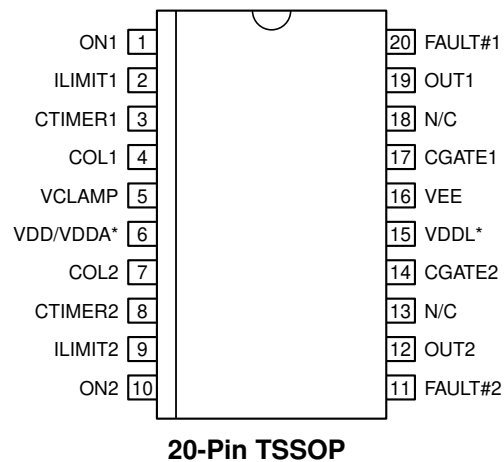 ON1 1 20 FAULT#1
ILIMIT1 2 19 OUT1
CTIMER1 3 18 N/C
COL1 4 17 CGATE1
VCLAMP 5 16 VEE
VDD/VDDA* 6 15 VDDL*
COL2 7 14 CGATE2
CTIMER2 8 13 N/C
ILIMIT2 9 12 OUT2
ON2 10 11 FAULT#2
20-Pin TSSOP